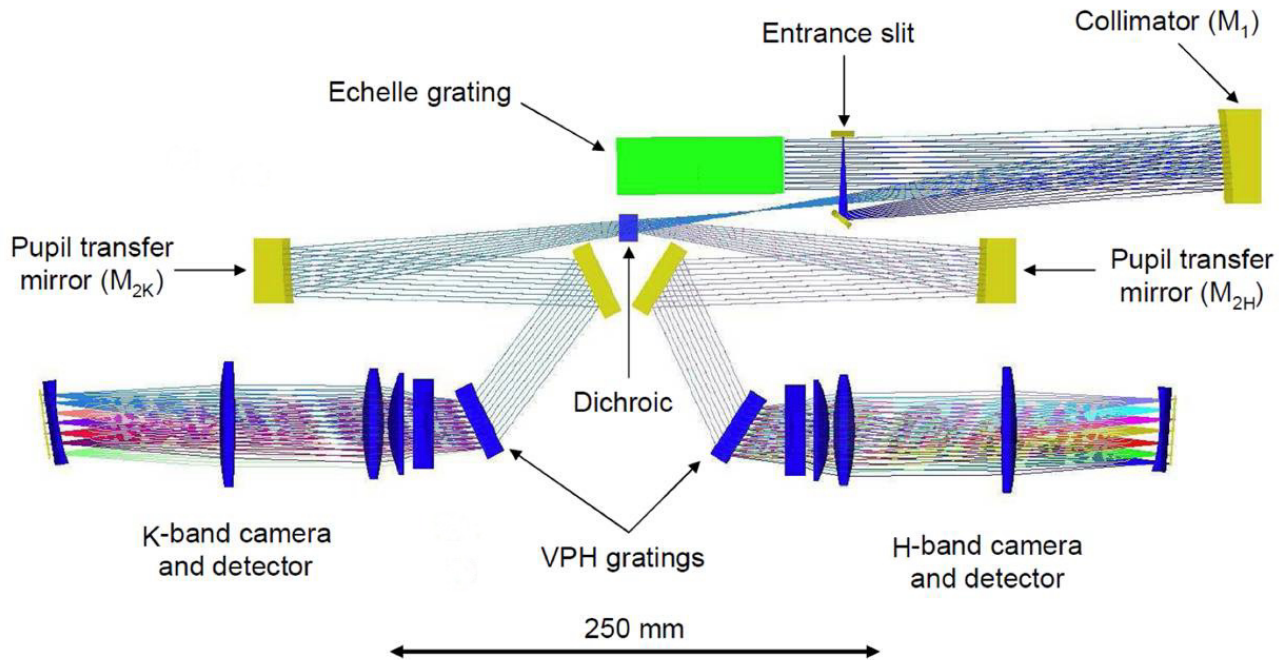 Collimator (M₁)
Entrance slit
Echelle grating
Pupil transfer
mirror (M₂K)
Pupil transfer
mirror (M₂H)
Dichroic
K-band camera
and detector
VPH gratings
H-band camera
and detector
250 mm